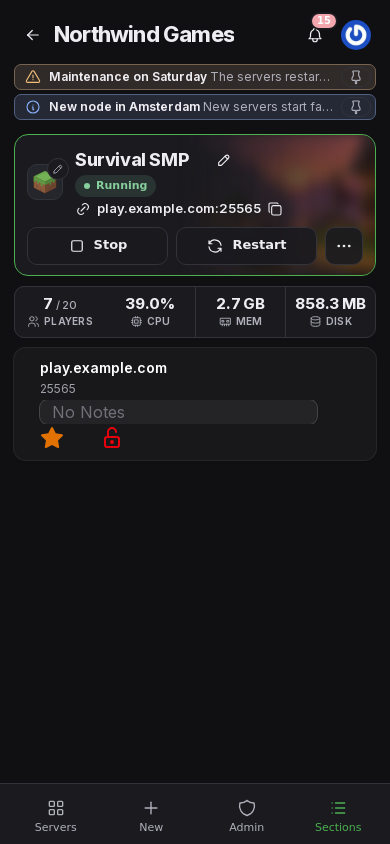 Northwind Games
15
Maintenance on Saturday The servers restar…
New node in Amsterdam New servers start fa…
Survival SMP
Running
play.example.com:25565
Stop
Restart
7 / 20
PLAYERS
39.0%
CPU
2.7 GB
MEM
858.3 MB
DISK
play.example.com
25565
No Notes
Servers
New
Admin
Sections